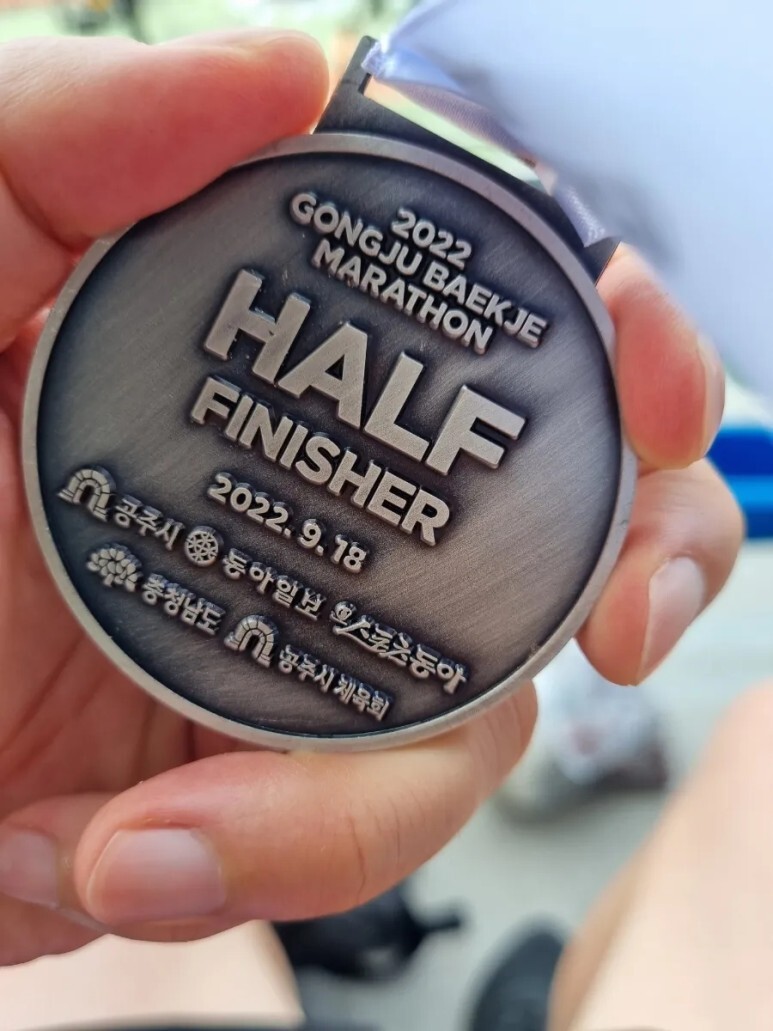 2022
GONGJU BAEKJE
MARATHON
HALF
FINISHER
2022. 9. 18
공주시 동아일보 스포츠동아
충청남도 공주시 체육회